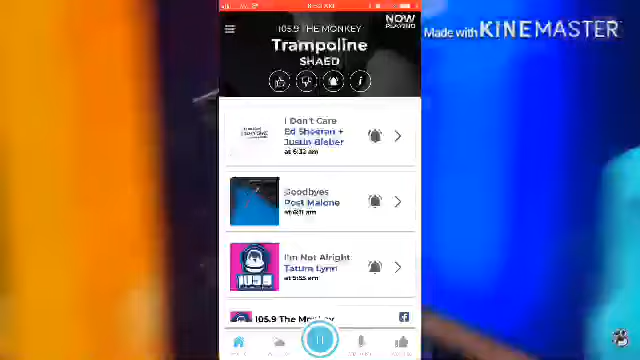 Made with KINEMASTER
NOW
PLAYING
105.9 THE MONKEY
Trampoline
SHAED
I Don't Care
Ed Sheeran +
Justin Bieber
Goodbyes
Post Malone
I'm Not Alright
Tatum Lynn
105.9 The Monkey